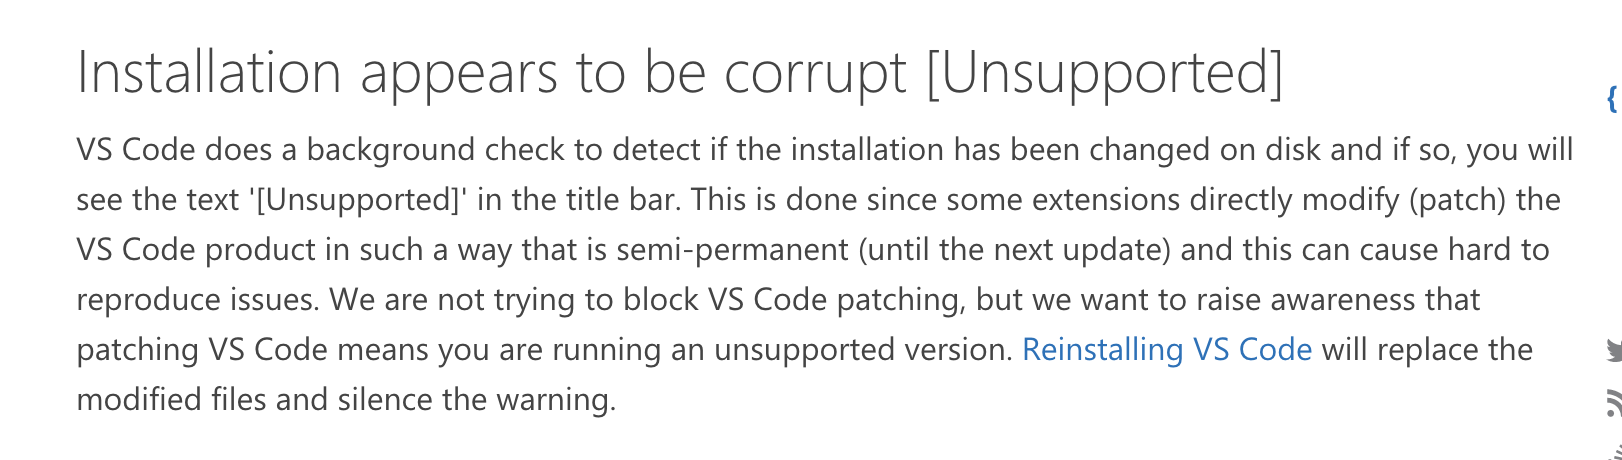 Installation appears to be corrupt [Unsupported]
VS Code does a background check to detect if the installation has been changed on disk and if so, you will
see the text '[Unsupported]' in the title bar. This is done since some extensions directly modify (patch) the
VS Code product in such a way that is semi-permanent (until the next update) and this can cause hard to
reproduce issues. We are not trying to block VS Code patching, but we want to raise awareness that
patching VS Code means you are running an unsupported version. Reinstalling VS Code will replace the
modified files and silence the warning.